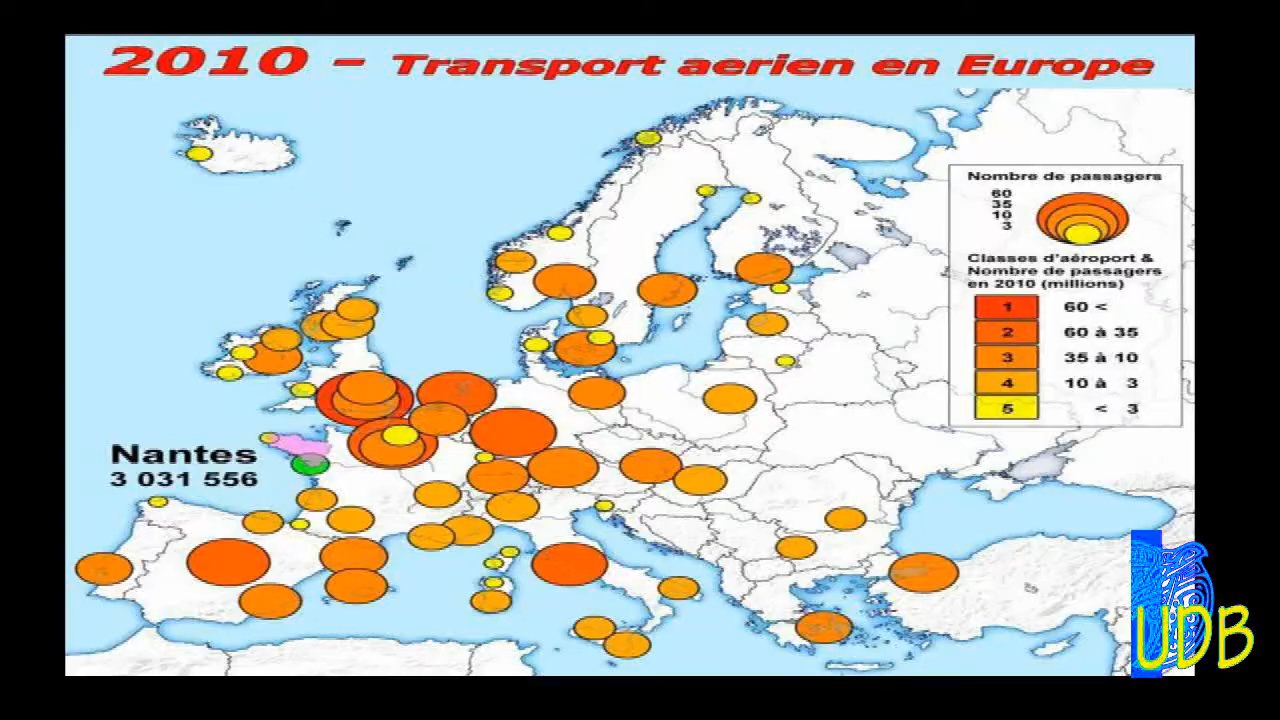 2010 - Transport aerien en Europe
Nombre de passagers
60
35
10
3
Classes d'aéroport &
Nombre de passagers
en 2010 (millions)
1 60 <
2 60 à 35
3 35 à 10
4 10 à 3
5 < 3
Nantes
3 031 556
UDB